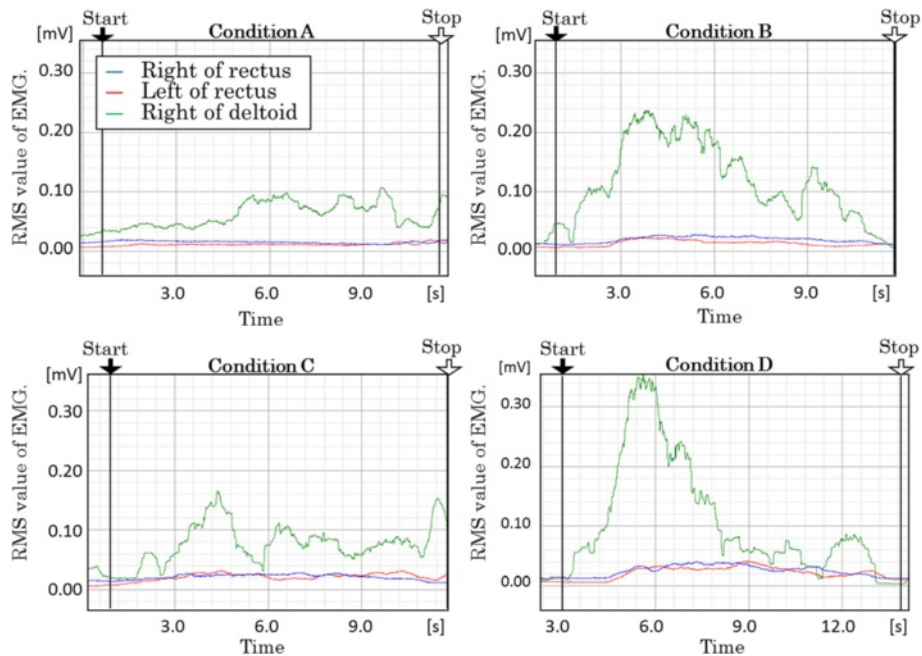 Start
Stop
[mV]
Condition A
RMS value of EMG.
0.30
0.20
0.10
0.00
Right of rectus
Left of rectus
Right of deltoid
3.0 6.0 9.0 [s]
Time
Start
Stop
[mV]
Condition B
RMS value of EMG.
0.30
0.20
0.10
0.00
3.0 6.0 9.0 [s]
Time
Start
Stop
[mV]
Condition C
RMS value of EMG.
0.30
0.20
0.10
0.00
3.0 6.0 9.0 [s]
Time
Start
Stop
[mV]
Condition D
RMS value of EMG.
0.30
0.20
0.10
0.00
3.0 6.0 9.0 12.0 [s]
Time